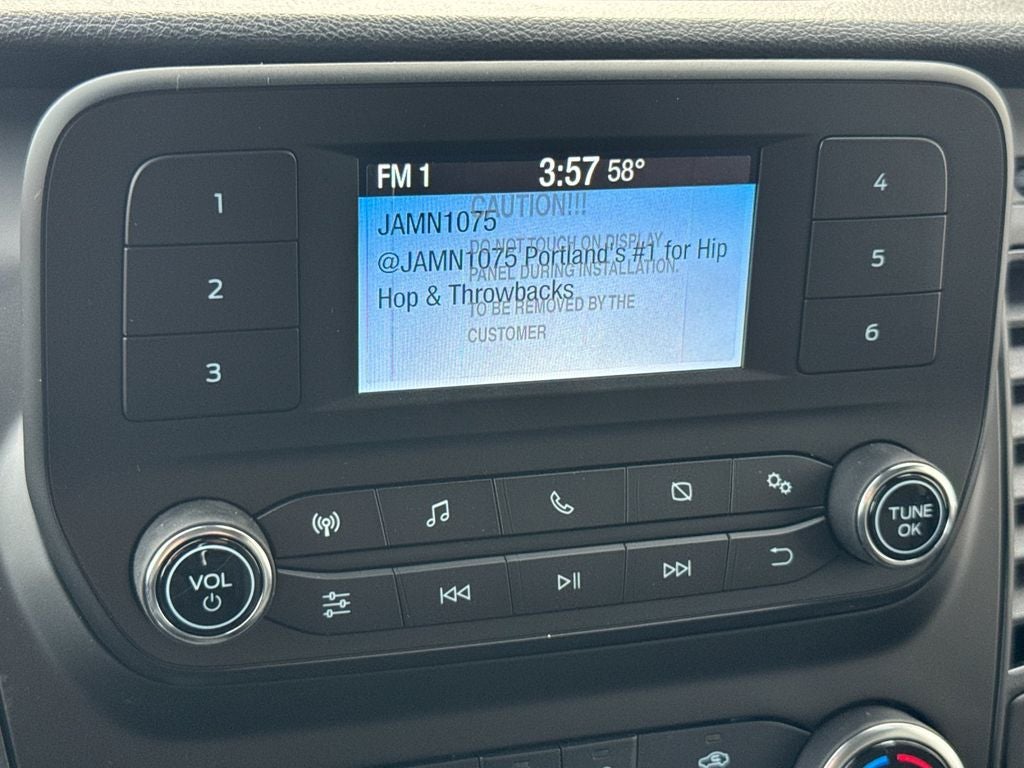 FM 1 3:57 58°
JAMN1075
@JAMN1075 Portland's #1 for Hip
Hop & Throwbacks
CAUTION!!!
DO NOT TOUCH ON DISPLAY
PANEL DURING INSTALLATION.
TO BE REMOVED BY THE
CUSTOMER
1
2
3
4
5
6
VOL
TUNE
OK